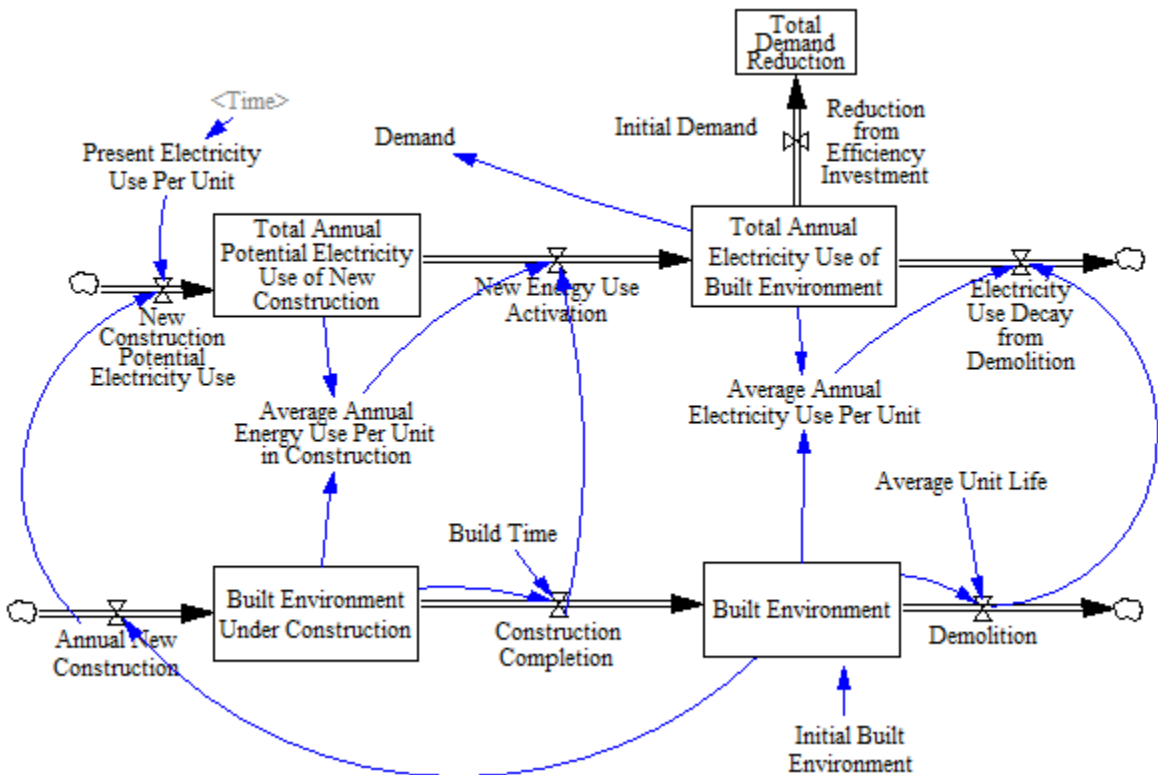 Total
Demand
Reduction
<Time>
Initial Demand
Reduction
from
Efficiency
Investment
Demand
Present Electricity
Use Per Unit
Total Annual
Potential Electricity
Use of New
Construction
Total Annual
Electricity Use of
Built Environment
New Energy Use
Activation
Electricity
Use Decay
from
Demolition
New
Construction
Potential
Electricity Use
Average Annual
Energy Use Per Unit
in Construction
Average Annual
Electricity Use Per Unit
Average Unit Life
Build Time
Built Environment
Under Construction
Built Environment
Annual New
Construction
Construction
Completion
Demolition
Initial Built
Environment